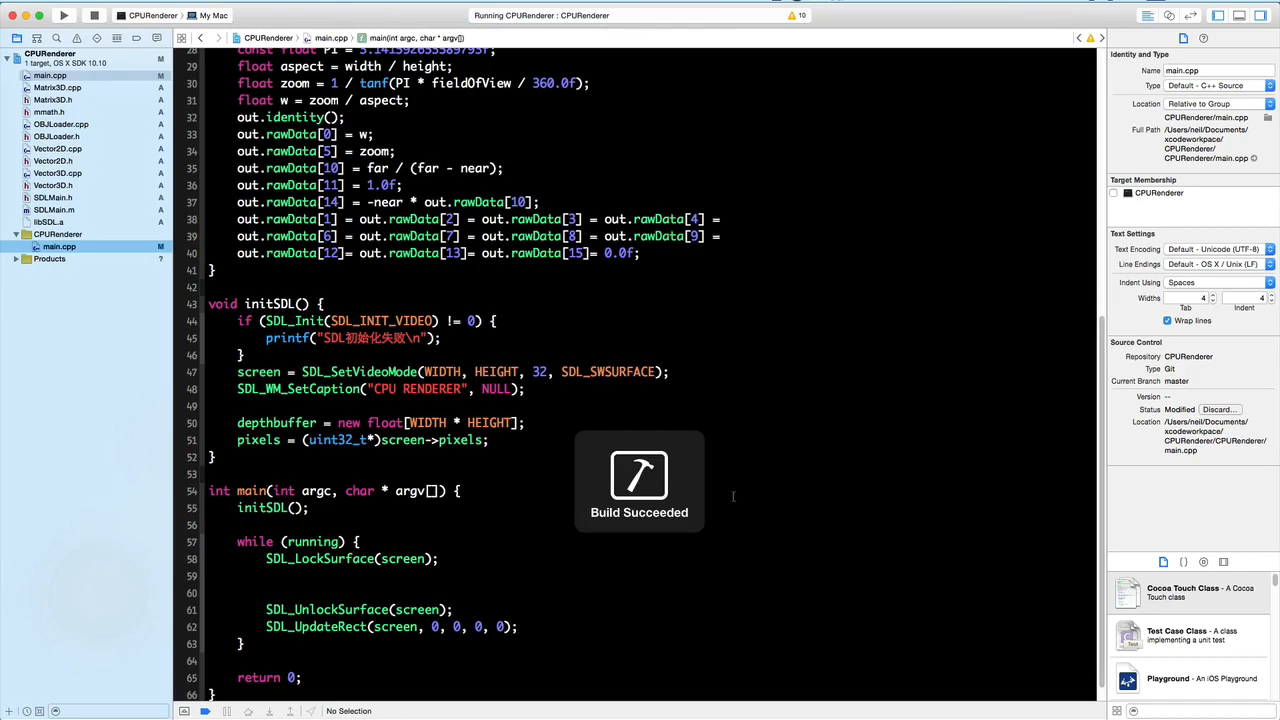 CPURenderer 〉 My Mac
Running CPURenderer : CPURenderer
10
CPURenderer 〉 main.cpp 〉 main(int argc, char * argv[])
CPURenderer M
1 target, OS X SDK 10.10
main.cpp M
Matrix3D.cpp A
Matrix3D.h A
mmath.h A
OBJLoader.cpp A
OBJLoader.h A
Vector2D.cpp A
Vector2D.h A
Vector3D.cpp A
Vector3D.h A
SDLMain.h A
SDLMain.m A
libSDL.a A
CPURenderer
main.cpp M
Products ?
28 const float PI = 3.141592653589793f;
29 float aspect = width / height;
30 float zoom = 1 / tanf(PI * fieldOfView / 360.0f);
31 float w = zoom / aspect;
32 out.identity();
33 out.rawData[0] = w;
34 out.rawData[5] = zoom;
35 out.rawData[10] = far / (far - near);
36 out.rawData[11] = 1.0f;
37 out.rawData[14] = -near * out.rawData[10];
38 out.rawData[1] = out.rawData[2] = out.rawData[3] = out.rawData[4] =
39 out.rawData[6] = out.rawData[7] = out.rawData[8] = out.rawData[9] =
40 out.rawData[12]= out.rawData[13]= out.rawData[15]= 0.0f;
41 }
42
43 void initSDL() {
44 if (SDL_Init(SDL_INIT_VIDEO) != 0) {
45 printf("SDL初始化失败\n");
46 }
47 screen = SDL_SetVideoMode(WIDTH, HEIGHT, 32, SDL_SWSURFACE);
48 SDL_WM_SetCaption("CPU RENDERER", NULL);
49
50 depthbuffer = new float[WIDTH * HEIGHT];
51 pixels = (uint32_t*)screen->pixels;
52 }
53
54 int main(int argc, char * argv[]) {
55 initSDL();
56
57 while (running) {
58 SDL_LockSurface(screen);
59
60
61 SDL_UnlockSurface(screen);
62 SDL_UpdateRect(screen, 0, 0, 0, 0);
63 }
64
65 return 0;
66 }
Build Succeeded
No Selection
Identity and Type
Name main.cpp
Type Default - C++ Source
Location Relative to Group
CPURenderer/main.cpp
Full Path /Users/neil/Documents/
xcodeworkpace/
CPURenderer/
CPURenderer/main.cpp
Target Membership
CPURenderer
Text Settings
Text Encoding Default - Unicode (UTF-8)
Line Endings Default - OS X / Unix (LF)
Indent Using Spaces
Widths 4 4
Tab Indent
Wrap lines
Source Control
Repository CPURenderer
Type Git
Current Branch master
Version --
Status Modified Discard...
Location /Users/neil/Documents/
xcodeworkpace/
CPURenderer/CPURenderer/
main.cpp
Cocoa Touch Class - A Cocoa
Touch class
Test Case Class - A class
implementing a unit test
Playground - An iOS Playground